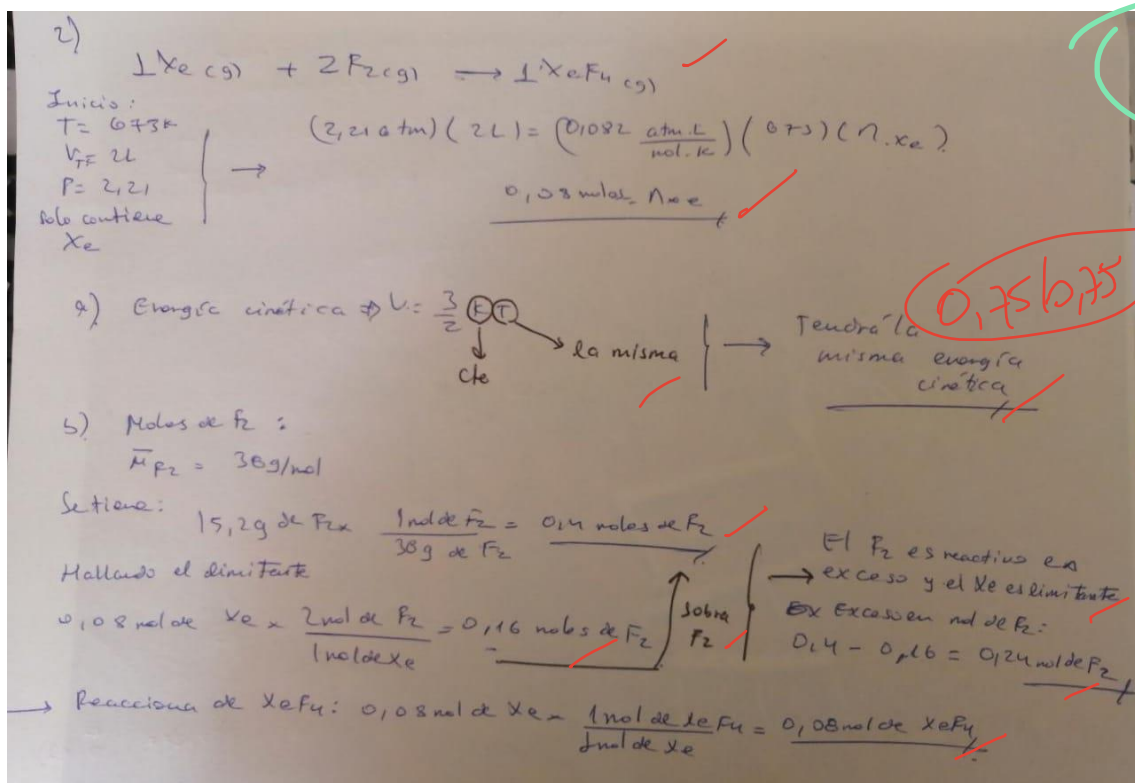 2)
1 Xe(g) + 2 F2(g) → 1 XeF4(g)
Inicio:
T = 673K
VT = 2L
P = 2,21
solo contiene
Xe
→ (2,21 atm)(2L) = (0,082 atm.L/mol.K)(673)(n.xe)
0,08 moles nxe
a) Energía cinética ⇒ U = 3/2 K T
cte
la misma
→ Tendrá la
misma energía
cinética
0,75/0,75
b) Moles de F2 :
M̄F2 = 38g/mol
Se tiene: 15,2g de F2 x 1 mol de F2 / 38g de F2 = 0,4 moles de F2
Hallando el limitante
0,08 mol de Xe x 2 mol de F2 / 1 mol de Xe = 0,16 moles de F2
sobra
F2
El F2 es reactivo en
→ exceso y el Xe es limitante
Exceso en mol de F2:
0,4 - 0,16 = 0,24 mol de F2
→ Reacciona de XeF4: 0,08 mol de Xe x 1 mol de XeF4 / 1 mol de Xe = 0,08 mol de XeF4